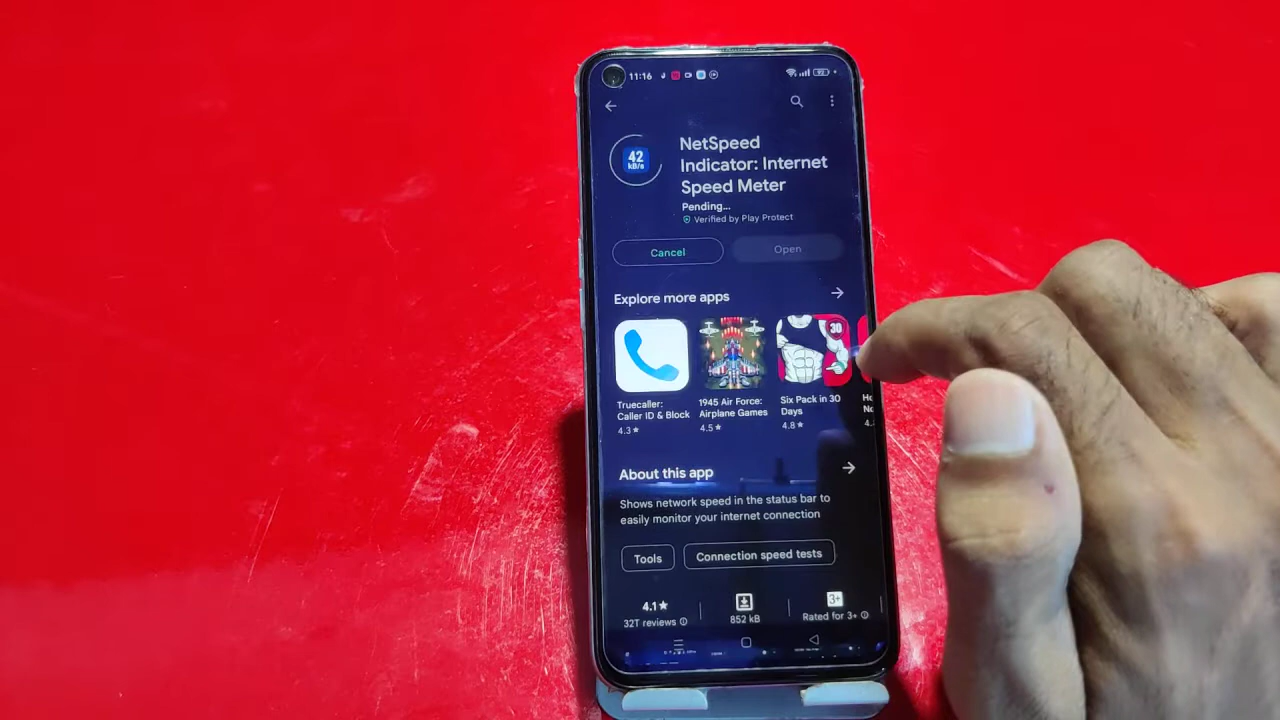 11:16
92
42
kB/s
NetSpeed
Indicator: Internet
Speed Meter
Pending...
Verified by Play Protect
Cancel
Open
Explore more apps
30
Truecaller:
Caller ID & Block
4.3★
1945 Air Force:
Airplane Games
4.5★
Six Pack in 30
Days
4.8★
About this app
Shows network speed in the status bar to
easily monitor your internet connection
Tools
Connection speed tests
4.1★
32T reviews
852 kB
3+
Rated for 3+